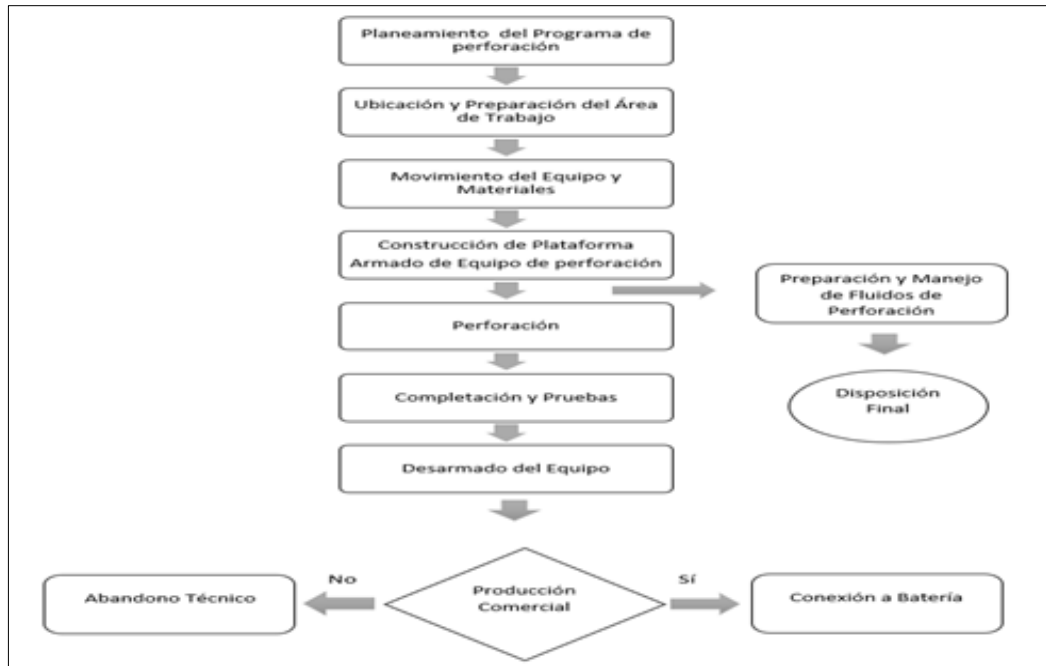 Planeamiento del Programa de
perforación
Ubicación y Preparación del Área
de Trabajo
Movimiento del Equipo y
Materiales
Construcción de Plataforma
Armado de Equipo de perforación
Preparación y Manejo
de Fluidos de
Perforación
Perforación
Completación y Pruebas
Disposición
Final
Desarmado del Equipo
No
Sí
Abandono Técnico
Producción
Comercial
Conexión a Batería